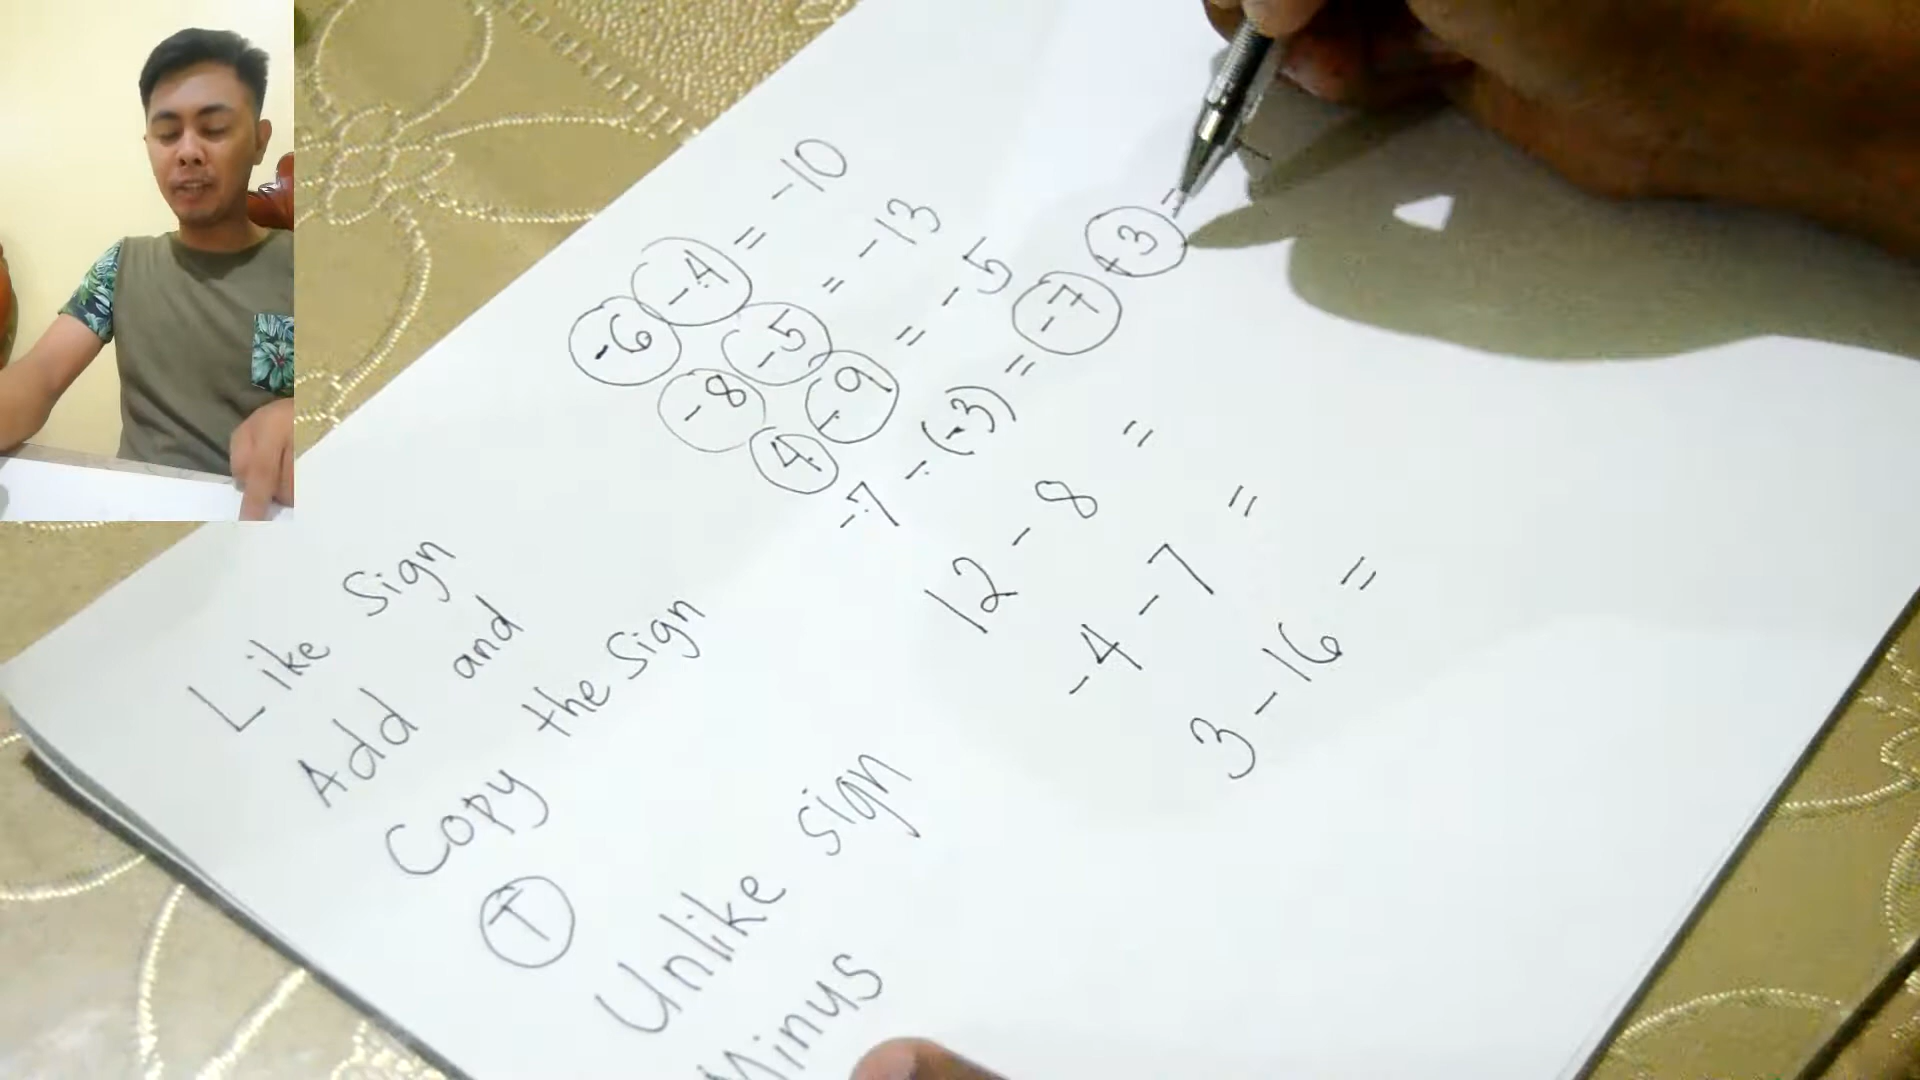 -6 -4 = -10
-8 -5 = -13
4 -9 = -5
-7 - (-3) = -7 +3 =
12 - 8 =
-4 - 7 =
3 - 16 =
Like Sign
Add and
Copy the Sign
+
Unlike Sign
Minus